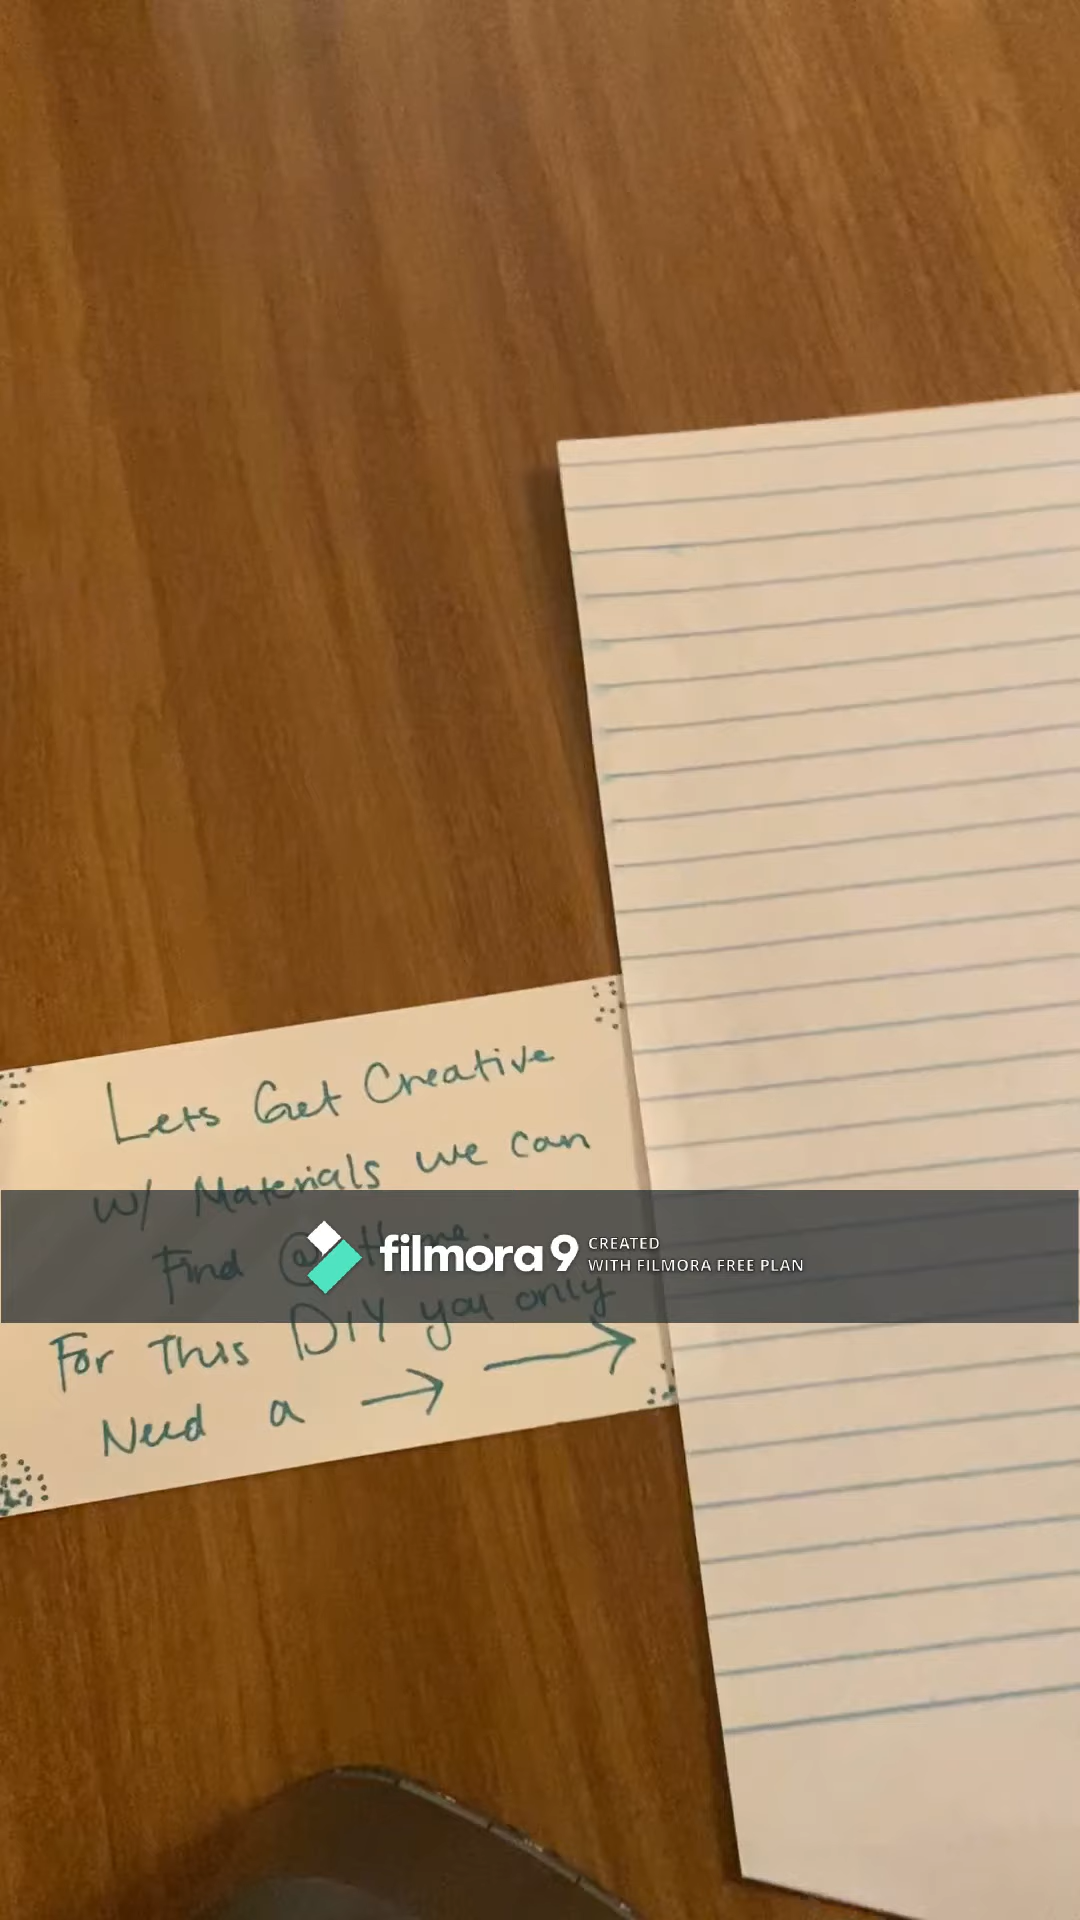 Lets Get Creative
w/ Materials we can
Find @ Home.
For This DIY you only
Need a → →
filmora9
CREATED
WITH FILMORA FREE PLAN